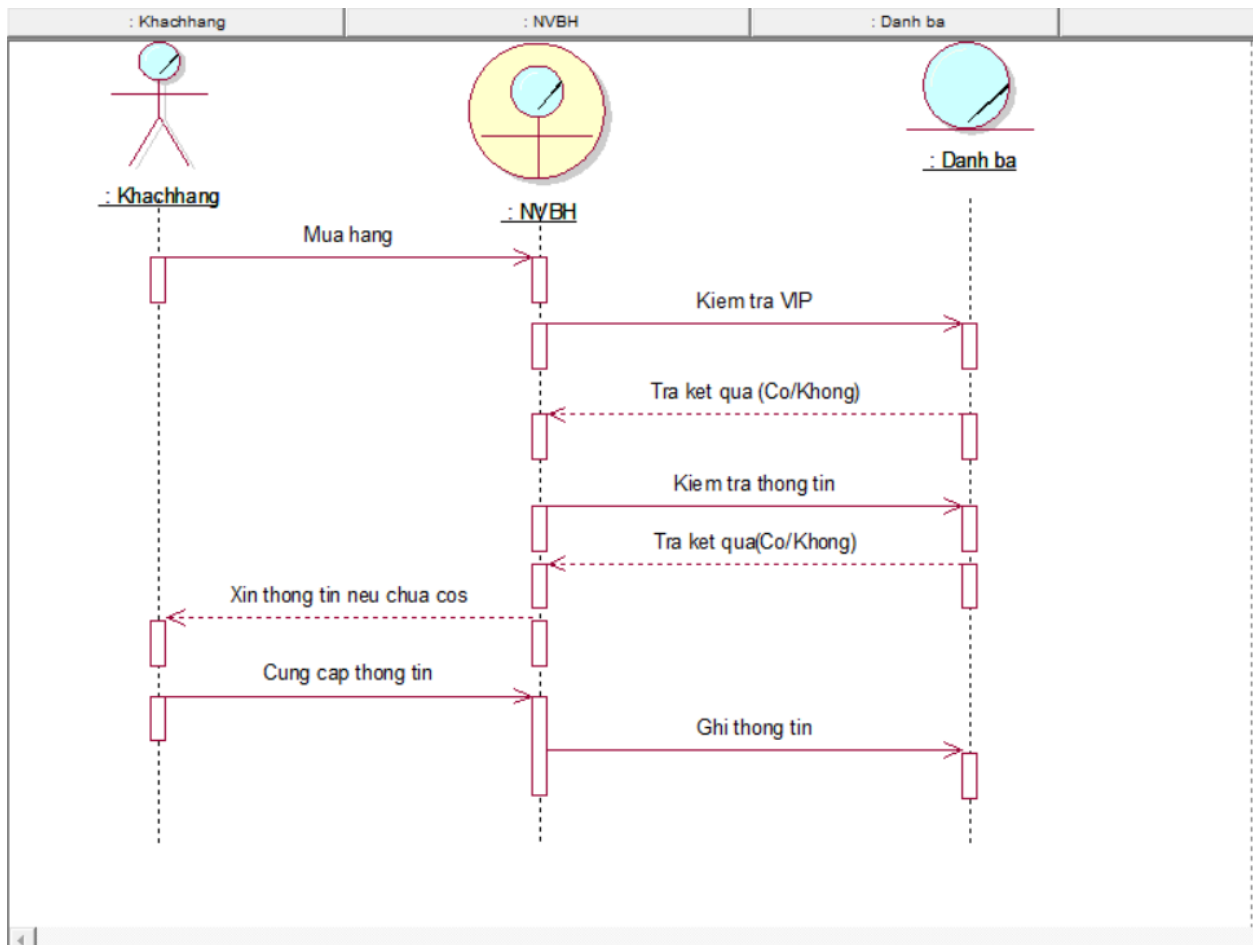 : Khachhang
: NVBH
: Danh ba
: Khachhang
: NVBH
: Danh ba
Mua hang
Kiem tra VIP
Tra ket qua (Co/Khong)
Kiem tra thong tin
Tra ket qua(Co/Khong)
Xin thong tin neu chua cos
Cung cap thong tin
Ghi thong tin